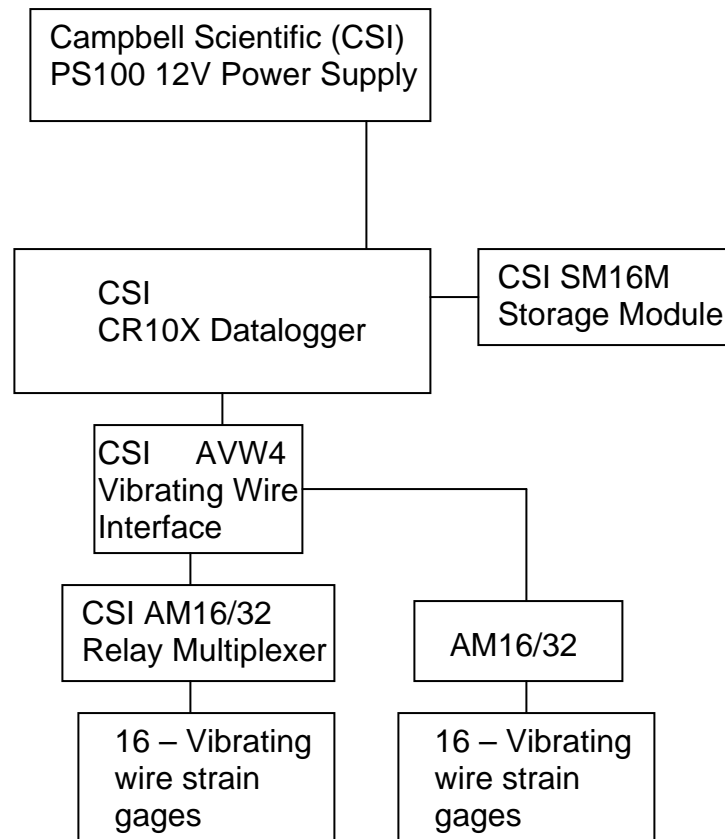 Campbell Scientific (CSI)
PS100 12V Power Supply
CSI
CR10X Datalogger
CSI SM16M
Storage Module
CSI AVW4
Vibrating Wire
Interface
CSI AM16/32
Relay Multiplexer
AM16/32
16 – Vibrating
wire strain
gages
16 – Vibrating
wire strain
gages